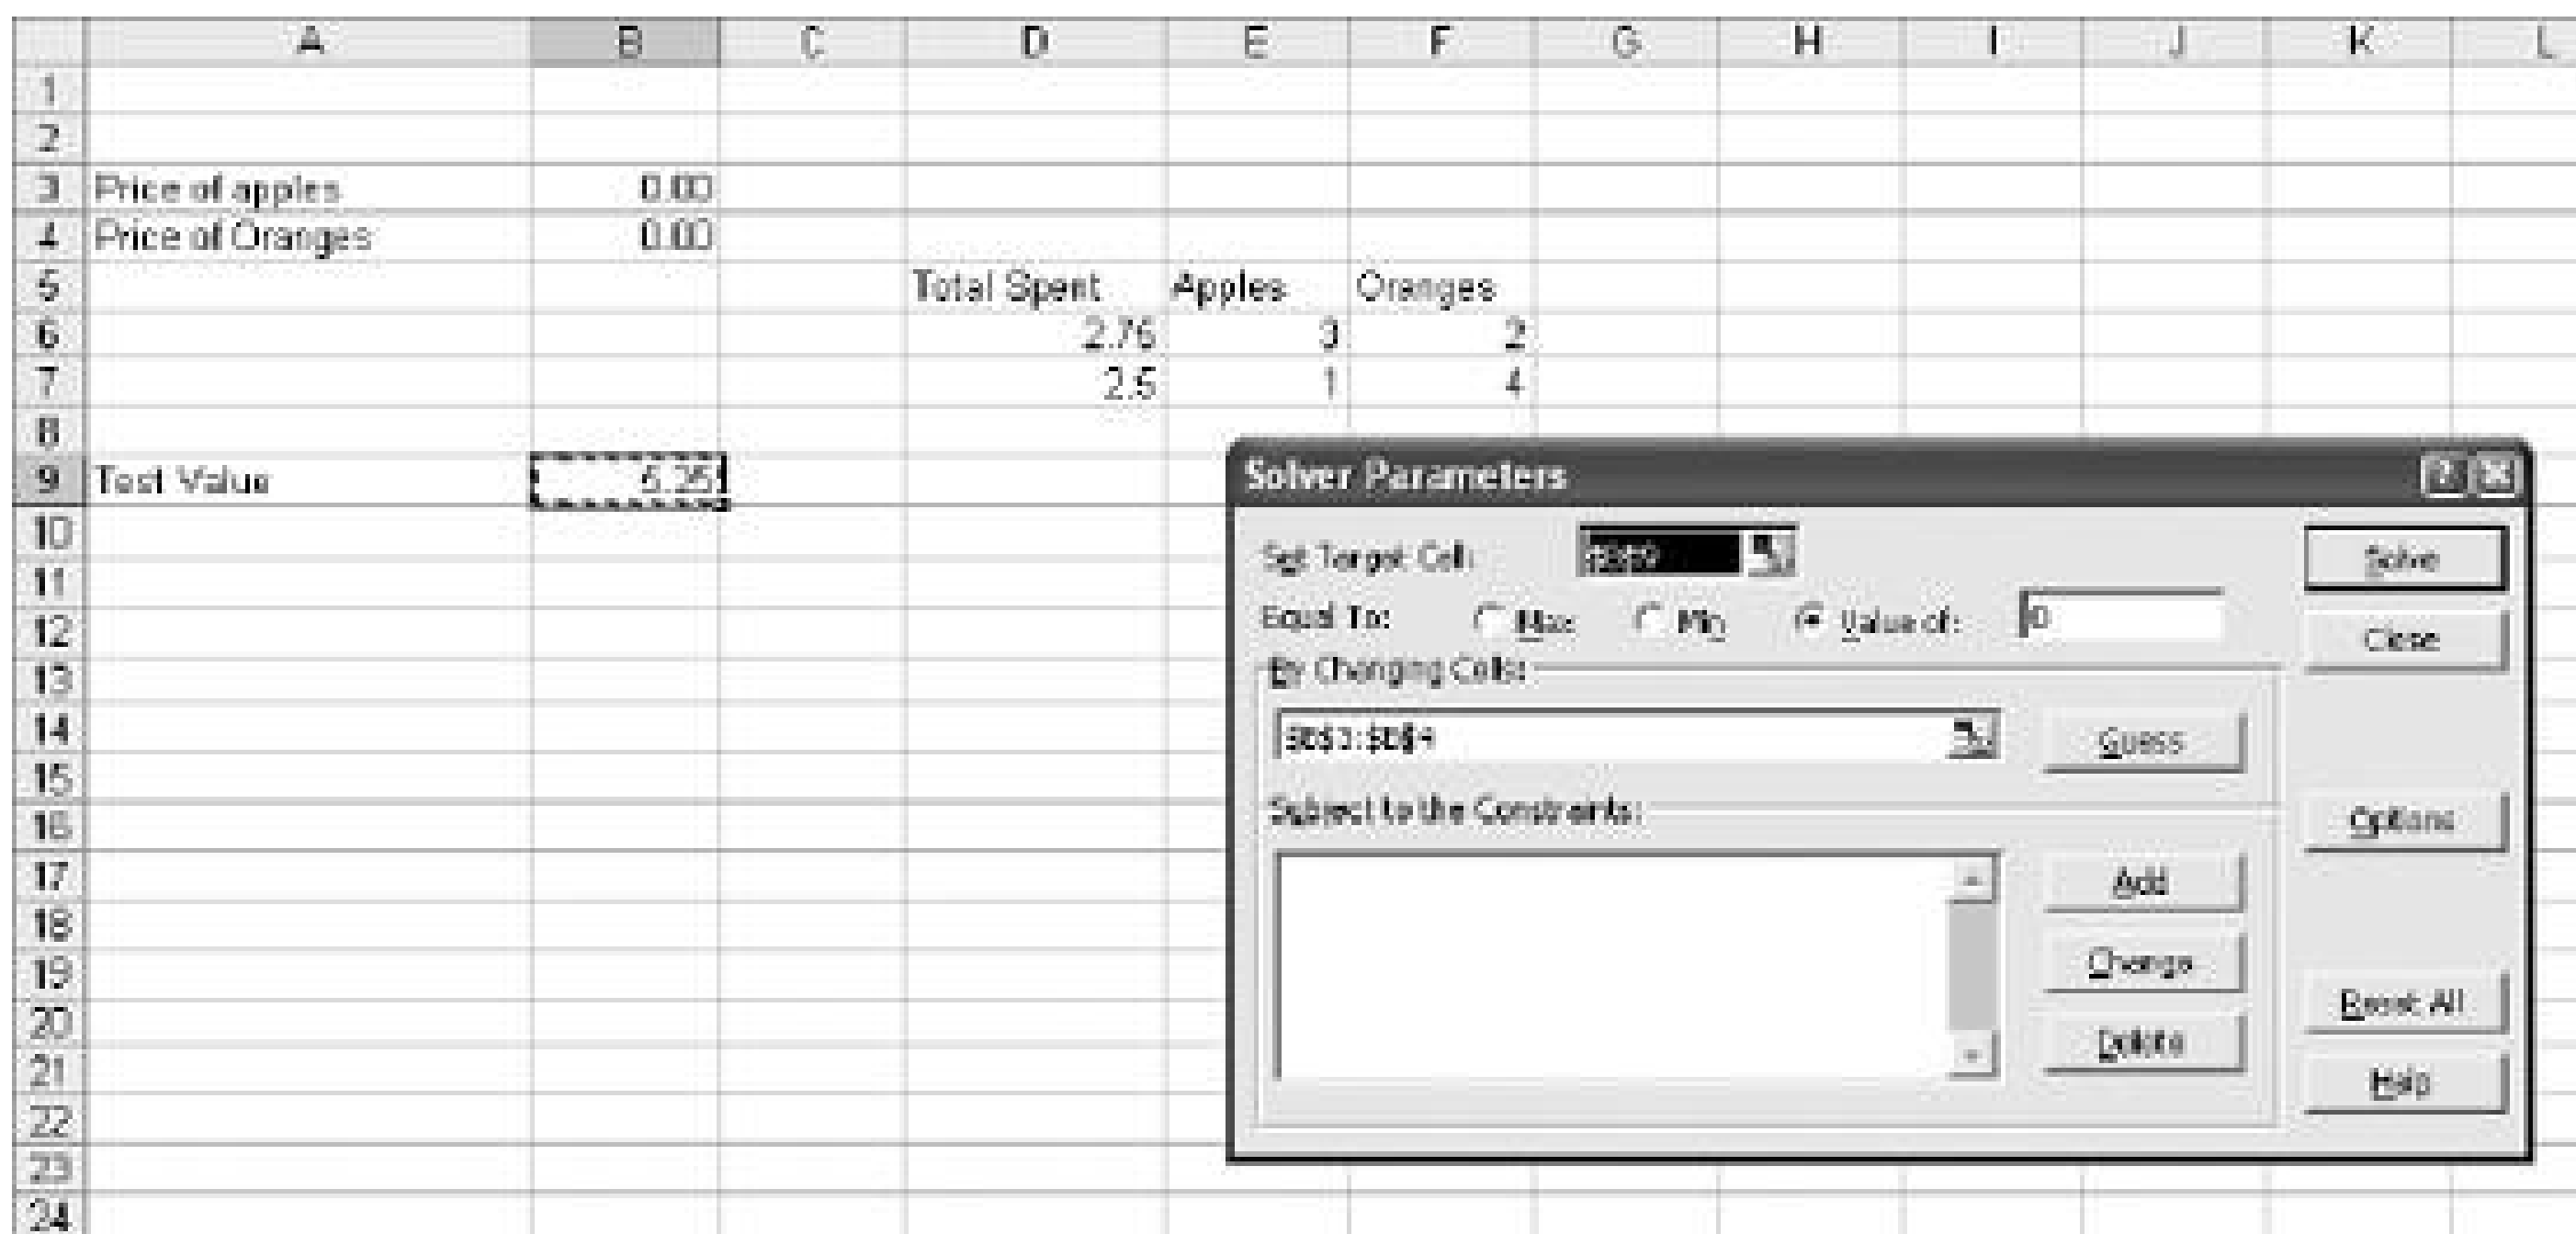 A B C D E F G H I J K L
1
2
3 Price of apples 0.00
4 Price of Oranges 0.00
5 Total Spent Apples Oranges
6 2.75 3 2
7 2.5 1 4
8
9 Test Value 5.25
10
11
12
13
14
15
16
17
18
19
20
21
22
23
24
Solver Parameters
Set Target Cell: $B$9 Solve
Equal To: Max Min Value of: 0 Close
By Changing Cells:
$B$3:$B$4 Guess
Subject to the Constraints: Options
Add
Change
Delete
Reset All
Help